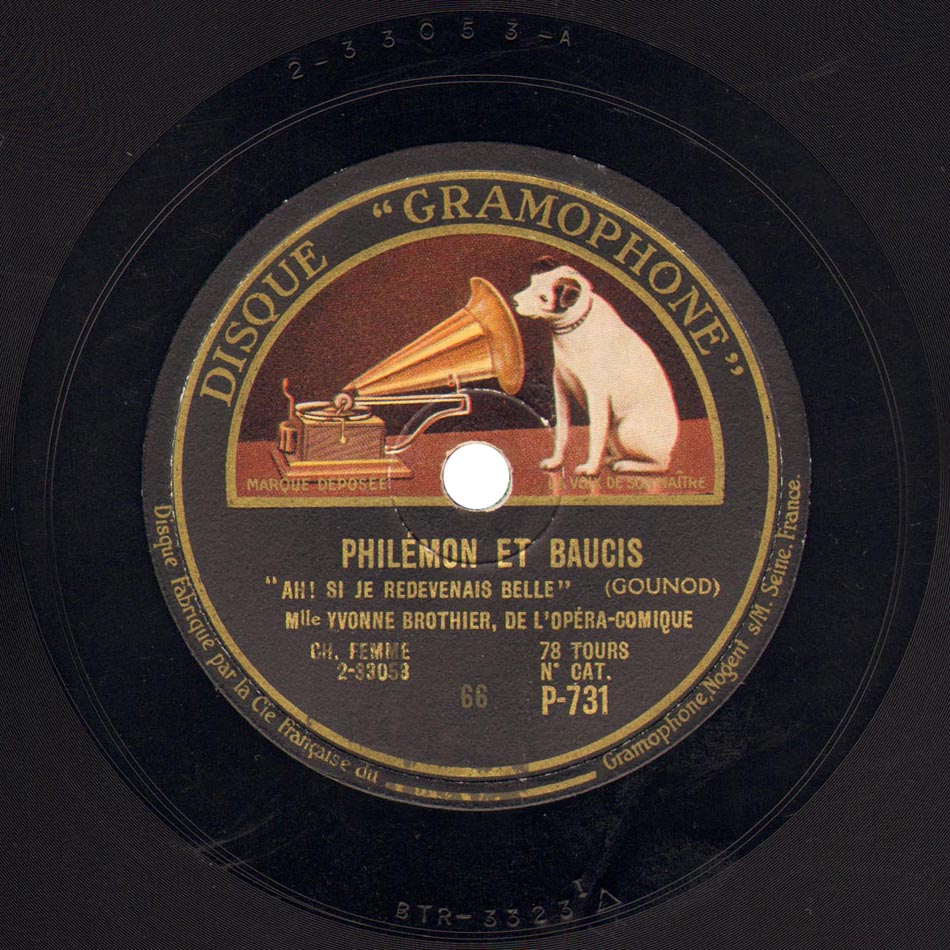 2-33053-A
DISQUE “GRAMOPHONE”
MARQUE DÉPOSÉE
LA VOIX DE SON MAÎTRE
PHILÉMON ET BAUCIS
"AH! SI JE REDEVENAIS BELLE" (GOUNOD)
Mlle YVONNE BROTHIER, DE L'OPÉRA-COMIQUE
CH. FEMME 78 TOURS
2-33053 N° CAT.
66 P-731
Disque Fabriqué par la Cie Française du Gramophone, Nogent s/M. Seine. France.
BTR-3323 I △